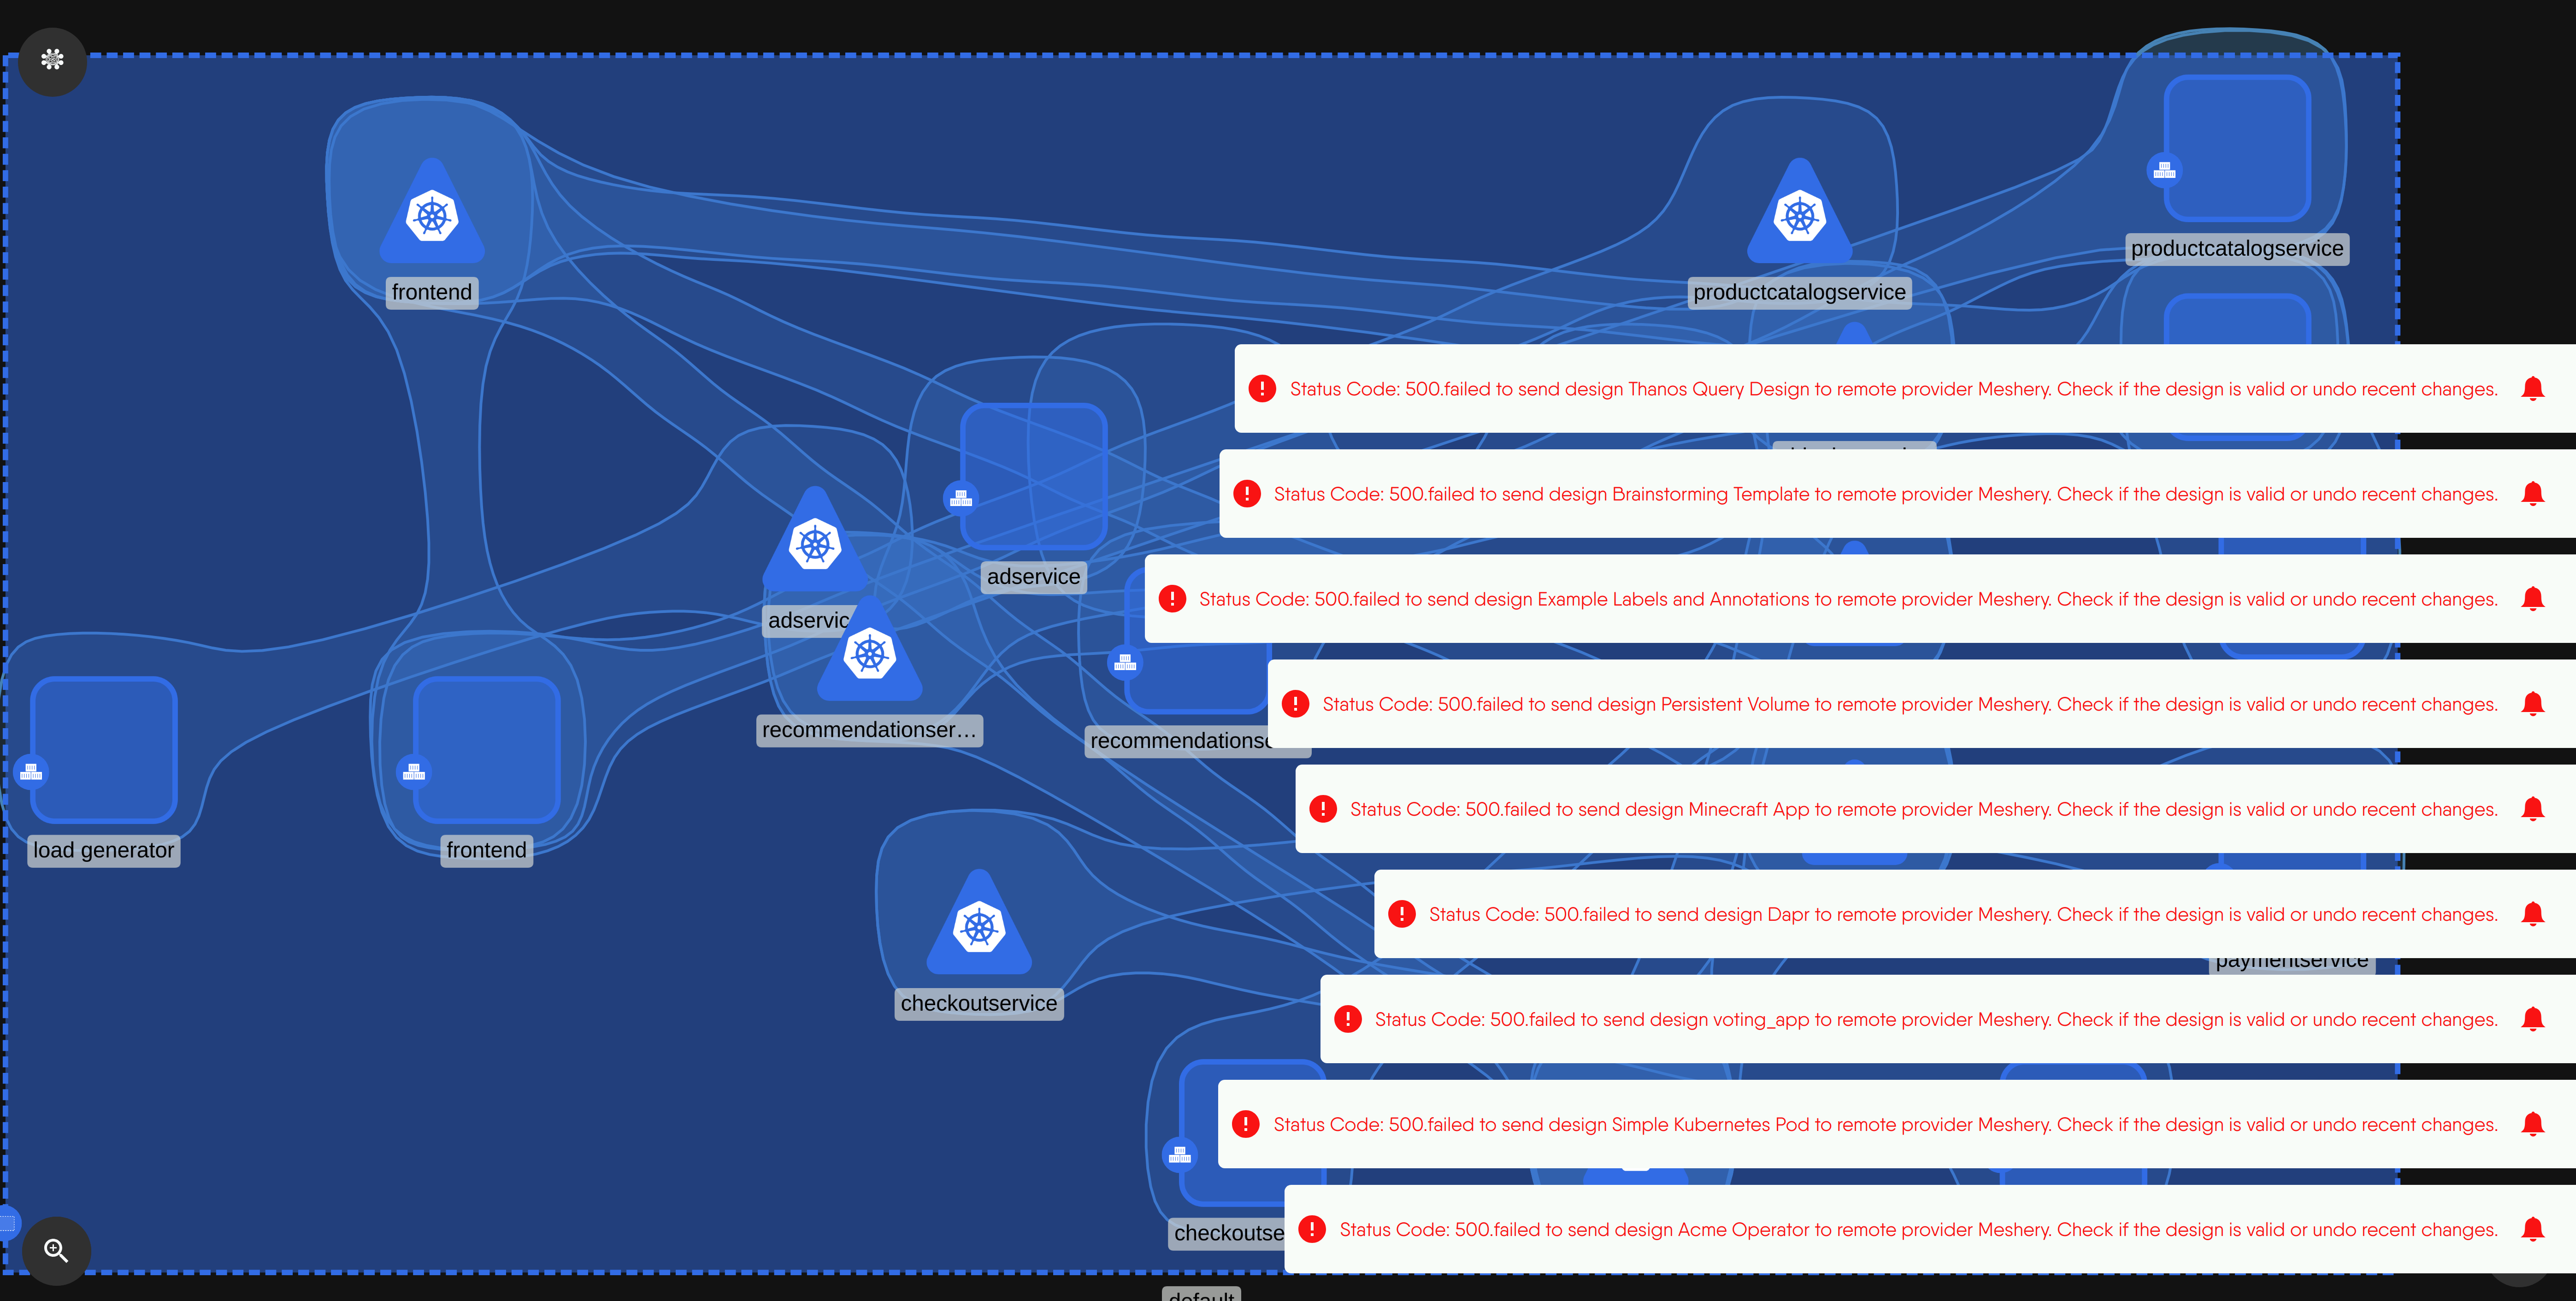 productcatalogservice
frontend
productcatalogservice
Status Code: 500.failed to send design Thanos Query Design to remote provider Meshery. Check if the design is valid or undo recent changes.
Status Code: 500.failed to send design Brainstorming Template to remote provider Meshery. Check if the design is valid or undo recent changes.
adservice
Status Code: 500.failed to send design Example Labels and Annotations to remote provider Meshery. Check if the design is valid or undo recent changes.
adservic
recommendationser…
recommendationse
Status Code: 500.failed to send design Persistent Volume to remote provider Meshery. Check if the design is valid or undo recent changes.
Status Code: 500.failed to send design Minecraft App to remote provider Meshery. Check if the design is valid or undo recent changes.
load generator
frontend
Status Code: 500.failed to send design Dapr to remote provider Meshery. Check if the design is valid or undo recent changes.
paymentservice
checkoutservice
Status Code: 500.failed to send design voting_app to remote provider Meshery. Check if the design is valid or undo recent changes.
Status Code: 500.failed to send design Simple Kubernetes Pod to remote provider Meshery. Check if the design is valid or undo recent changes.
checkoutse
Status Code: 500.failed to send design Acme Operator to remote provider Meshery. Check if the design is valid or undo recent changes.
default